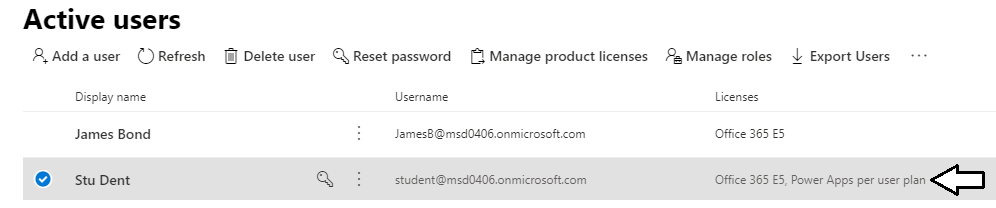 Active users
Add a user Refresh Delete user Reset password Manage product licenses Manage roles Export Users ...
Display name Username Licenses
James Bond JamesB@msd0406.onmicrosoft.com Office 365 E5
Stu Dent student@msd0406.onmicrosoft.com Office 365 E5, Power Apps per user plan